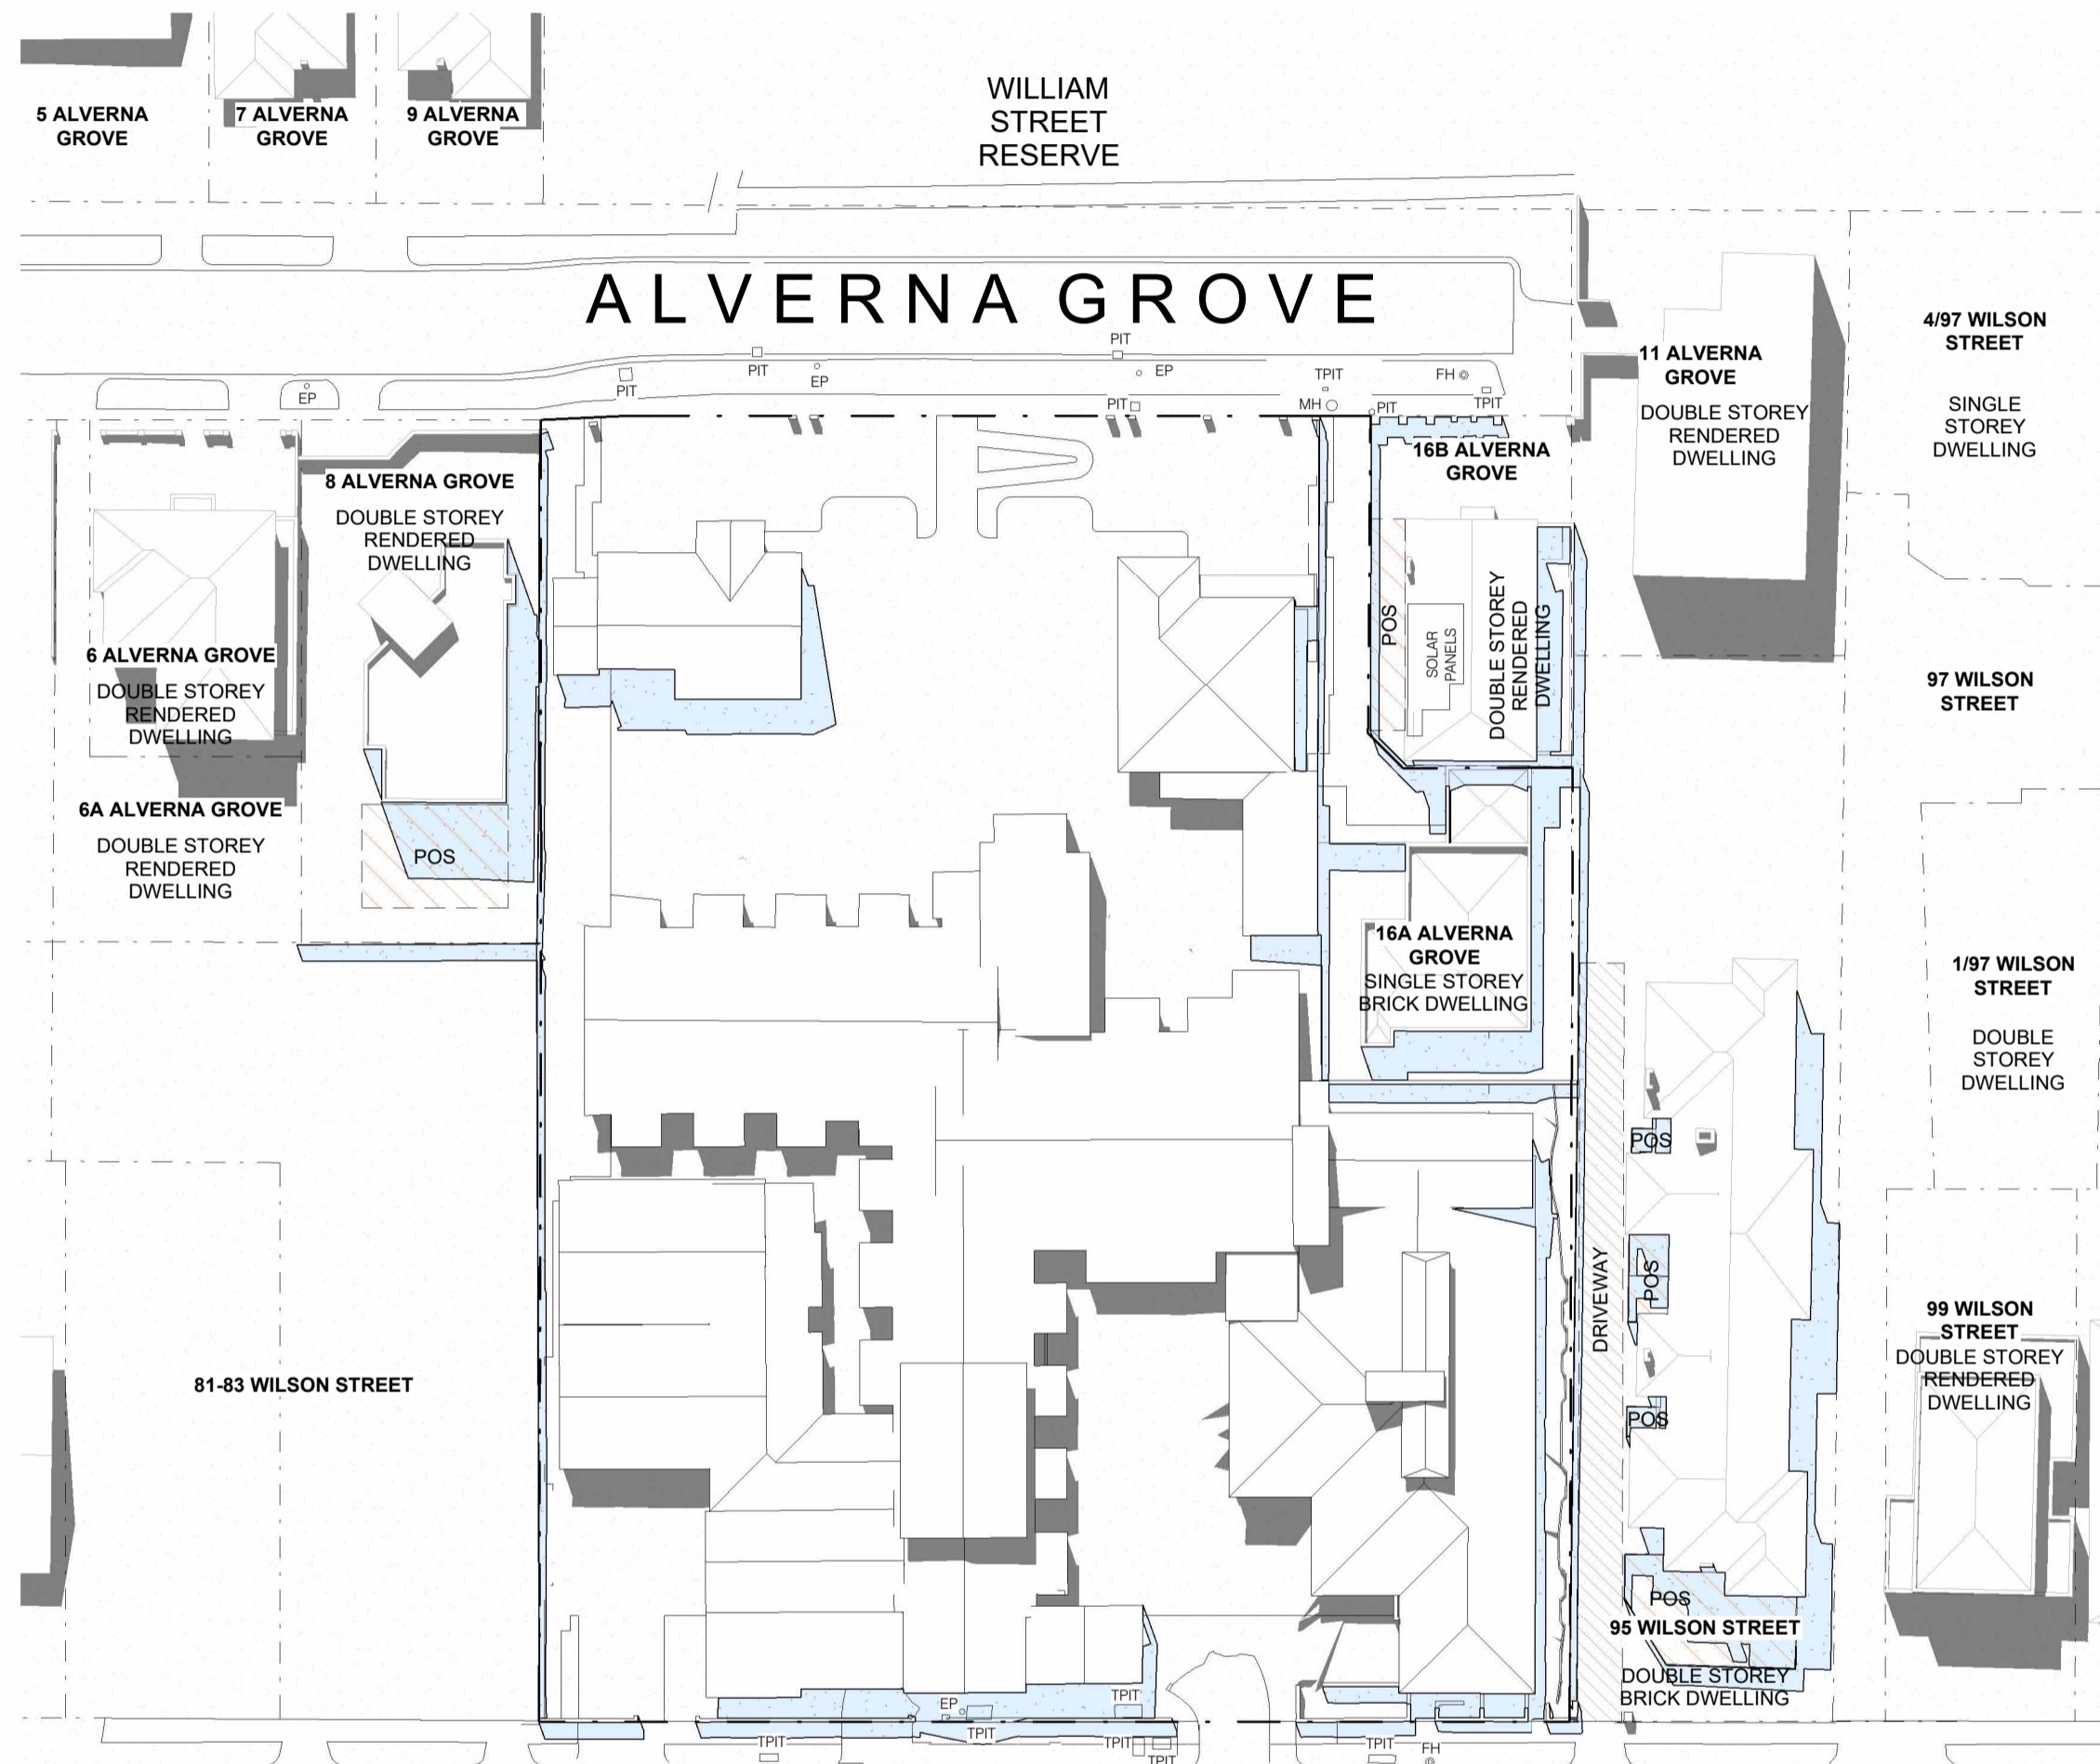 WILLIAM
STREET
RESERVE
5 ALVERNA
GROVE
7 ALVERNA
GROVE
9 ALVERNA
GROVE
ALVERNA GROVE
PIT
PIT
EP
EP
PIT
TPIT
FH
EP
PIT
PIT
MH
PIT
TPIT
4/97 WILSON
STREET
SINGLE
STOREY
DWELLING
11 ALVERNA
GROVE
DOUBLE STOREY
RENDERED
DWELLING
16B ALVERNA
GROVE
POS
SOLAR
PANELS
DOUBLE STOREY
RENDERED
DWELLING
8 ALVERNA GROVE
DOUBLE STOREY
RENDERED
DWELLING
6 ALVERNA GROVE
DOUBLE STOREY
RENDERED
DWELLING
97 WILSON
STREET
6A ALVERNA GROVE
DOUBLE STOREY
RENDERED
DWELLING
POS
16A ALVERNA
GROVE
SINGLE STOREY
BRICK DWELLING
1/97 WILSON
STREET
DOUBLE
STOREY
DWELLING
POS
POS
POS
DRIVEWAY
99 WILSON
STREET
DOUBLE STOREY
RENDERED
DWELLING
81-83 WILSON STREET
POS
95 WILSON STREET
DOUBLE STOREY
BRICK DWELLING
EP
TPIT
TPIT
TPIT
TPIT
TPIT
TPIT
FH